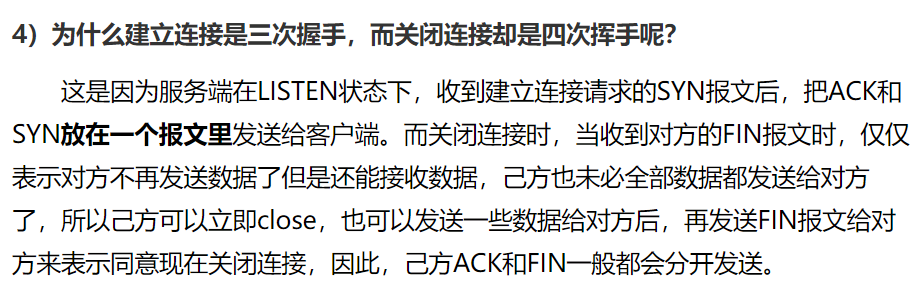 4）为什么建立连接是三次握手，而关闭连接却是四次挥手呢？
这是因为服务端在LISTEN状态下，收到建立连接请求的SYN报文后，把ACK和
SYN放在一个报文里发送给客户端。而关闭连接时，当收到对方的FIN报文时，仅仅
表示对方不再发送数据了但是还能接收数据，己方也未必全部数据都发送给对方
了，所以己方可以立即close，也可以发送一些数据给对方后，再发送FIN报文给对
方来表示同意现在关闭连接，因此，己方ACK和FIN一般都会分开发送。